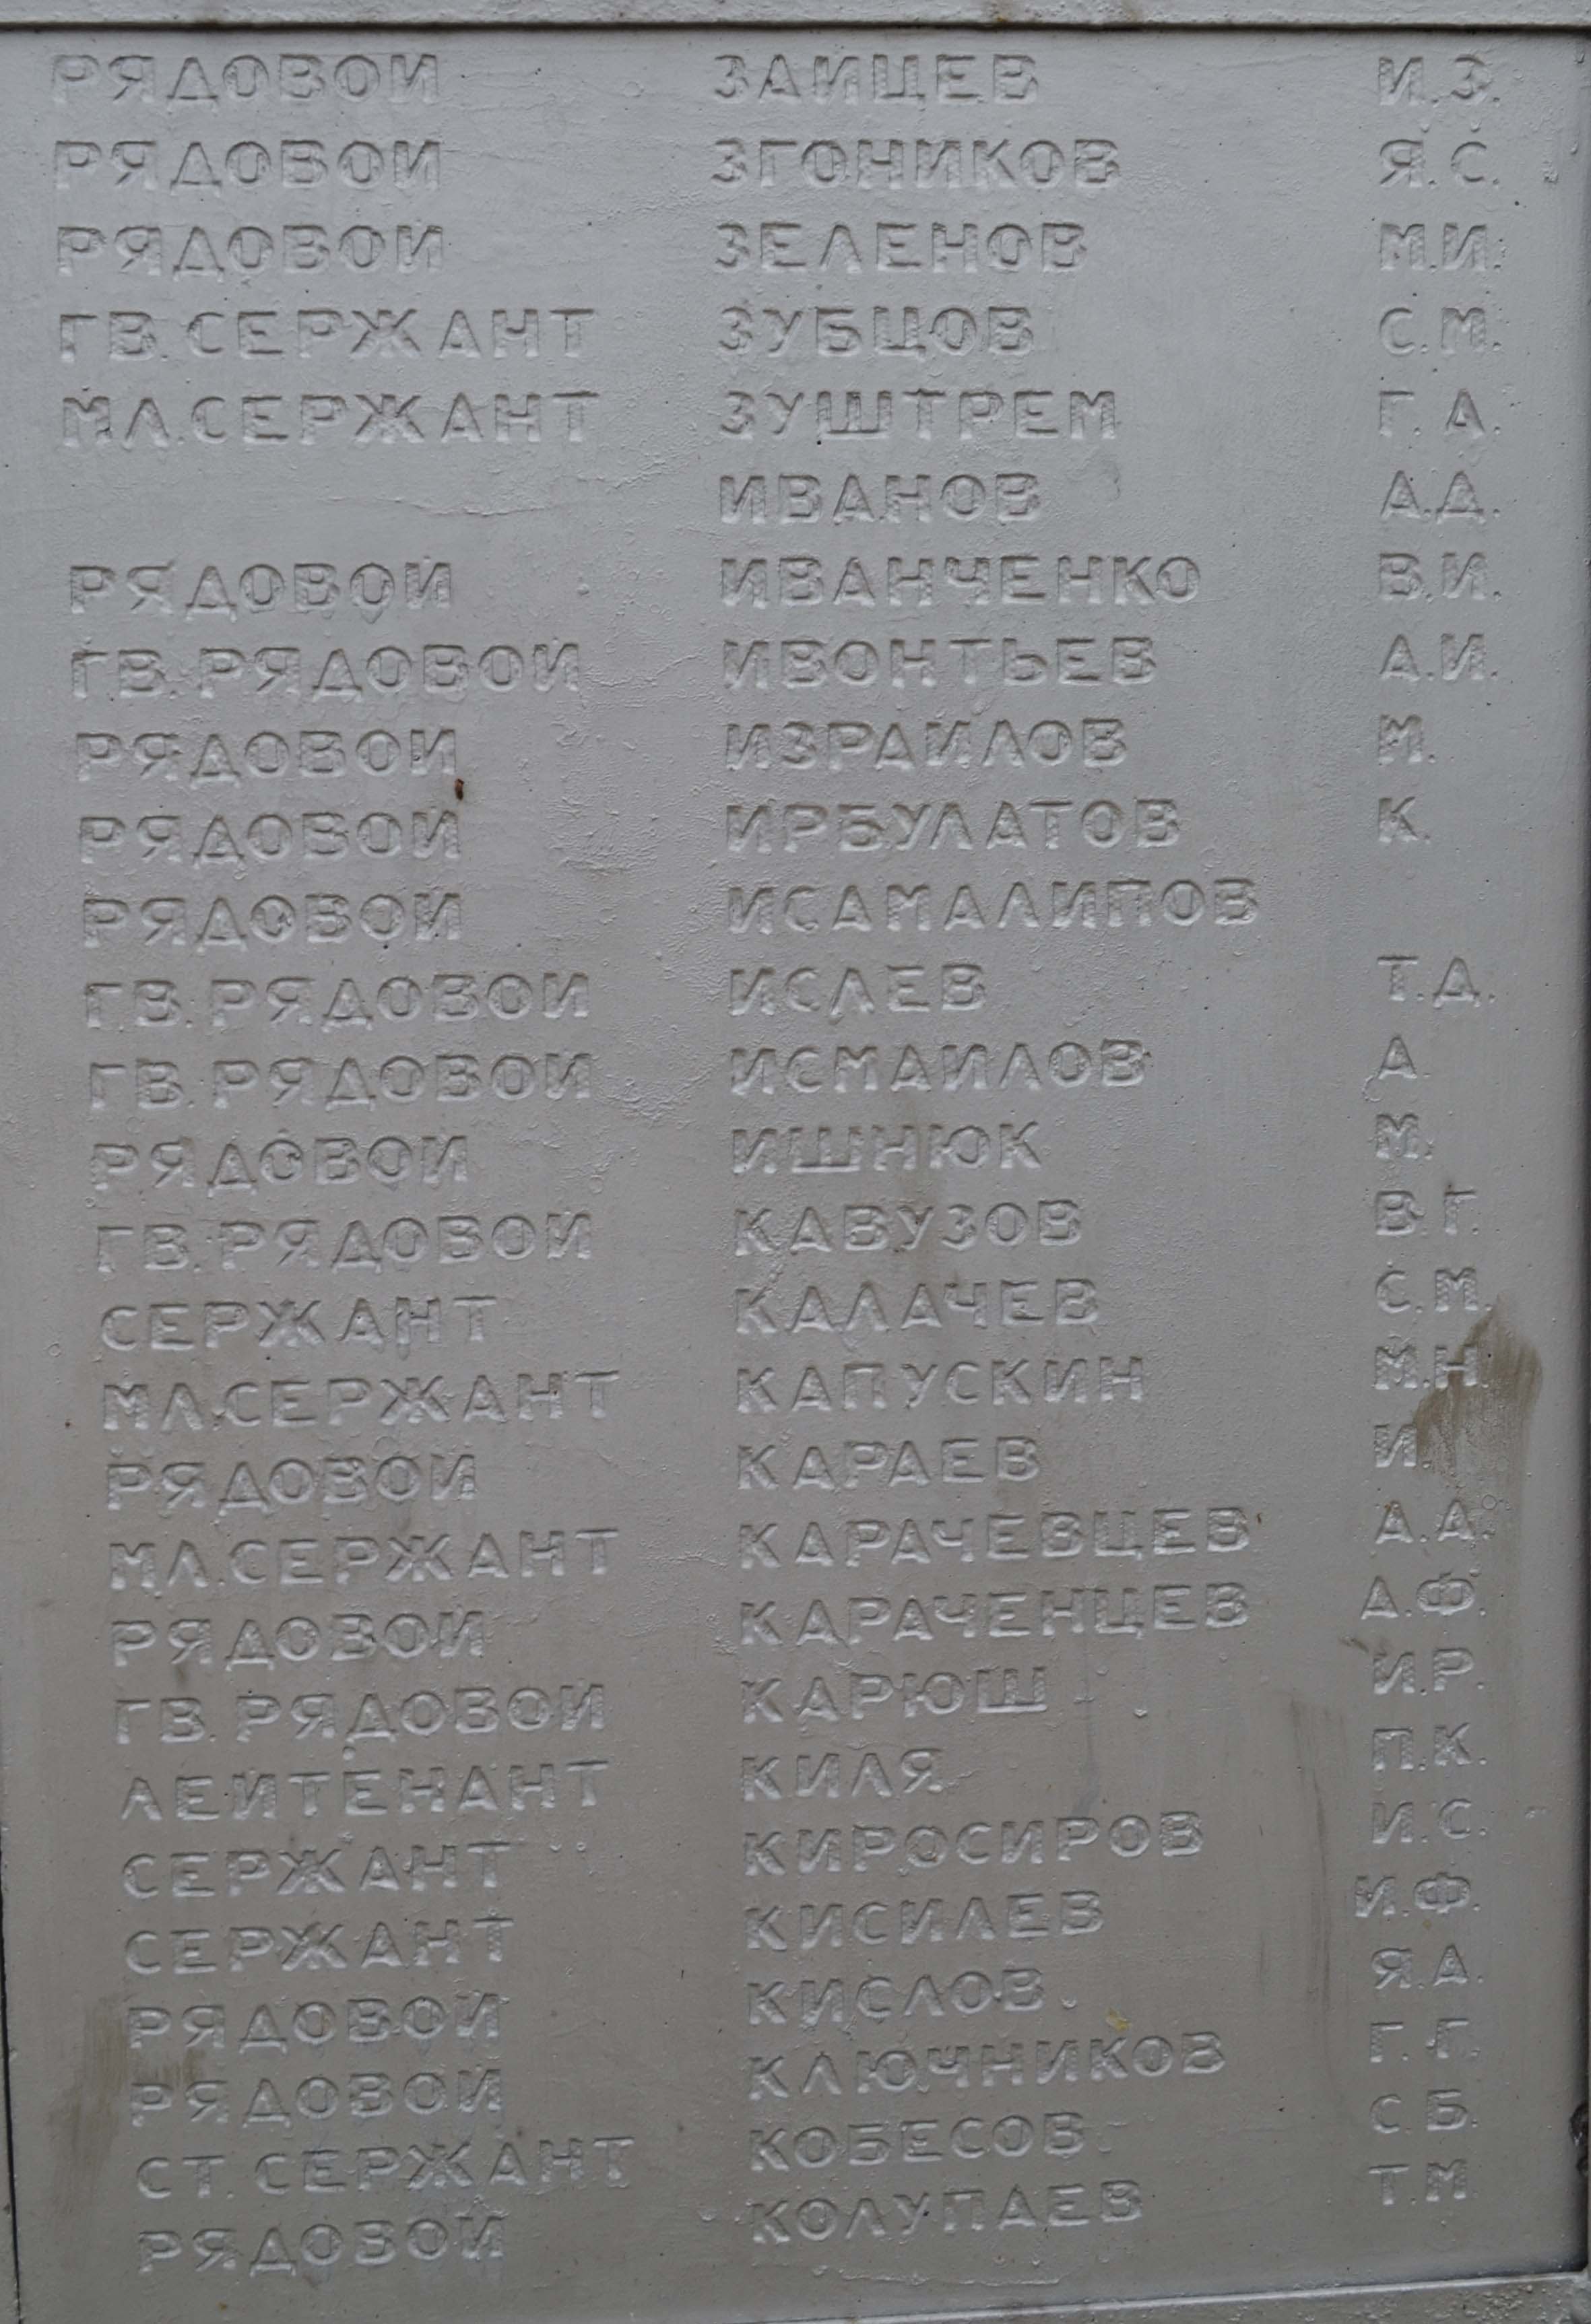 РЯДОВОЙ ЗАЙЦЕВ И.З.
РЯДОВОЙ ЗГОНИКОВ Я.С.
РЯДОВОЙ ЗЕЛЕНОВ М.И.
ГВ.СЕРЖАНТ ЗУБЦОВ С.М.
МЛ.СЕРЖАНТ ЗУШТРЕМ Г.А.
ИВАНОВ А.Д.
РЯДОВОЙ ИВАНЧЕНКО В.И.
ГВ.РЯДОВОЙ ИВОНТЬЕВ А.И.
РЯДОВОЙ ИЗРАИЛОВ М.
РЯДОВОЙ ИРБУЛАТОВ К.
РЯДОВОЙ ИСАМАЛИПОВ
ГВ.РЯДОВОЙ ИСЛЕВ Т.Д.
ГВ.РЯДОВОЙ ИСМАИЛОВ А.
РЯДОВОЙ ИШНЮК М.
ГВ.РЯДОВОЙ КАВУЗОВ В.Г.
СЕРЖАНТ КАЛАЧЕВ С.М.
МЛ.СЕРЖАНТ КАПУСКИН М.Н.
РЯДОВОЙ КАРАЕВ И.
МЛ.СЕРЖАНТ КАРАЧЕВЦЕВ А.А.
РЯДОВОЙ КАРАЧЕНЦЕВ Д.Ф.
ГВ.РЯДОВОЙ КАРЮШ И.Р.
ЛЕЙТЕНАНТ КИЛЯ П.К.
СЕРЖАНТ КИРОСИРОВ И.С.
СЕРЖАНТ КИСИЛЕВ И.Ф.
РЯДОВОЙ КИСЛОВ Я.А.
РЯДОВОЙ КЛЮЧНИКОВ Г.Г.
СТ.СЕРЖАНТ КОБЕСОВ С.Б.
РЯДОВОЙ КОЛУПАЕВ Т.М.